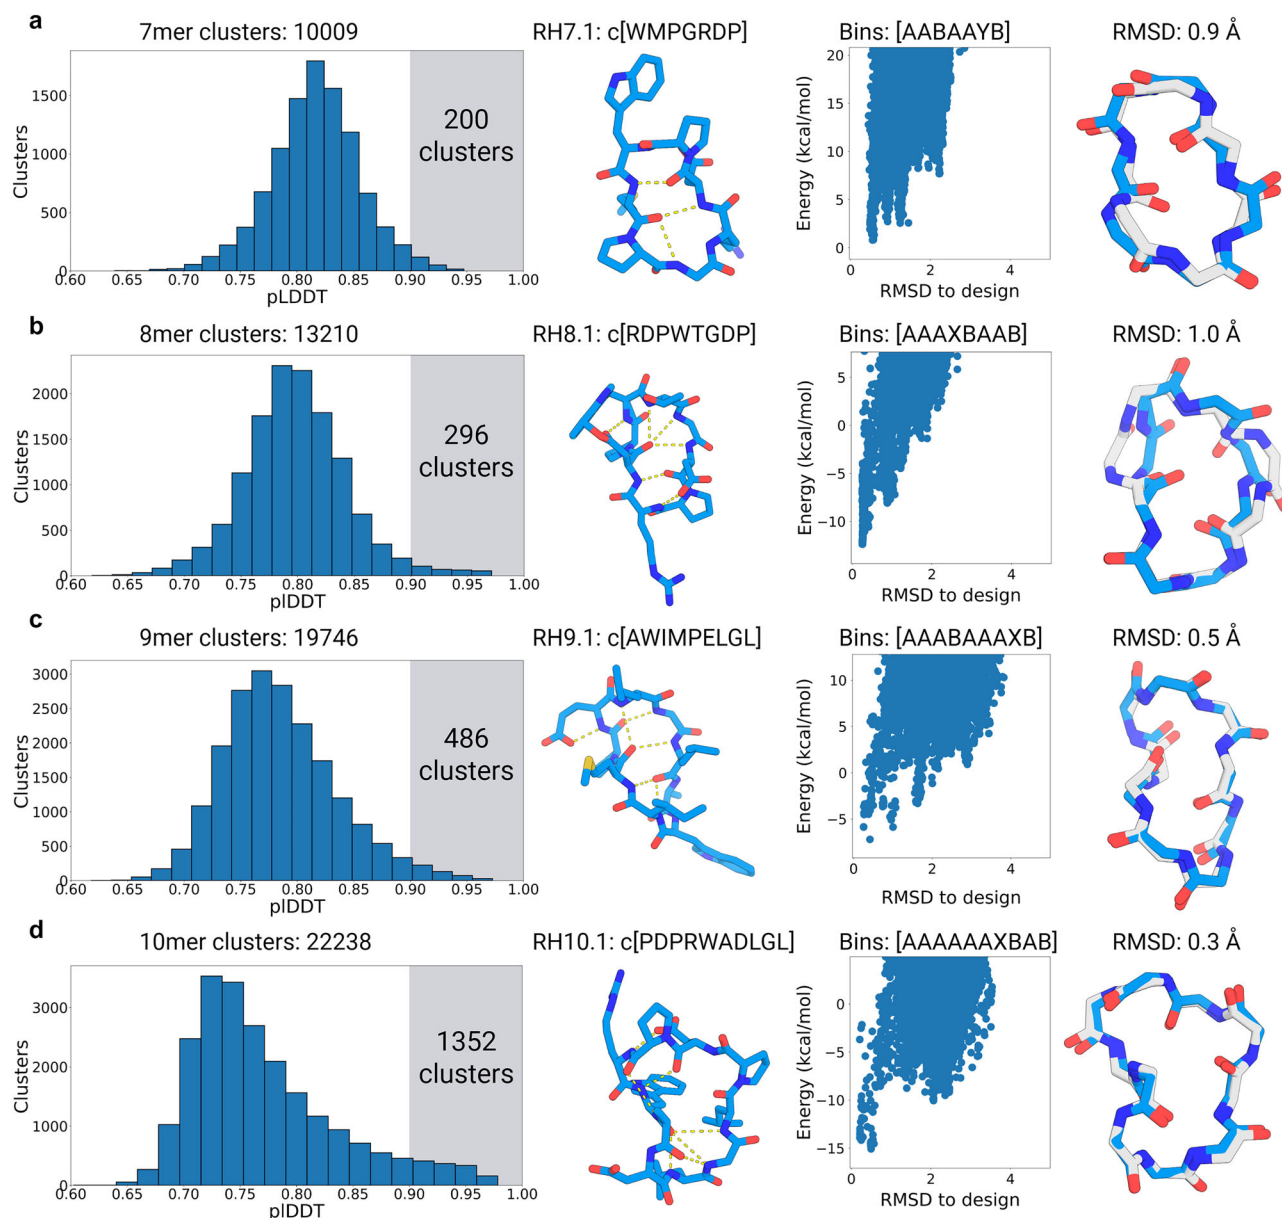 a
7mer clusters: 10009
RH7.1: c[WMPGRDP]
Bins: [AABAAYB]
RMSD: 0.9 Å
Clusters
1500
1000
500
0
200
clusters
0.60 0.65 0.70 0.75 0.80 0.85 0.90 0.95 1.00
pLDDT
Energy (kcal/mol)
20
15
10
5
0
0 2 4
RMSD to design
b
8mer clusters: 13210
RH8.1: c[RDPWTGDP]
Bins: [AAAXBAAB]
RMSD: 1.0 Å
Clusters
2000
1500
1000
500
0
296
clusters
0.60 0.65 0.70 0.75 0.80 0.85 0.90 0.95 1.00
plDDT
Energy (kcal/mol)
5
0
−5
−10
0 2 4
RMSD to design
c
9mer clusters: 19746
RH9.1: c[AWIMPELGL]
Bins: [AAABAAAXB]
RMSD: 0.5 Å
Clusters
3000
2500
2000
1500
1000
500
0
486
clusters
0.60 0.65 0.70 0.75 0.80 0.85 0.90 0.95 1.00
plDDT
Energy (kcal/mol)
10
5
0
−5
0 2 4
RMSD to design
d
10mer clusters: 22238
RH10.1: c[PDPRWADLGL]
Bins: [AAAAAAXBAB]
RMSD: 0.3 Å
Clusters
3000
2000
1000
0
1352
clusters
0.60 0.65 0.70 0.75 0.80 0.85 0.90 0.95 1.00
plDDT
Energy (kcal/mol)
0
−5
−10
−15
0 2 4
RMSD to design